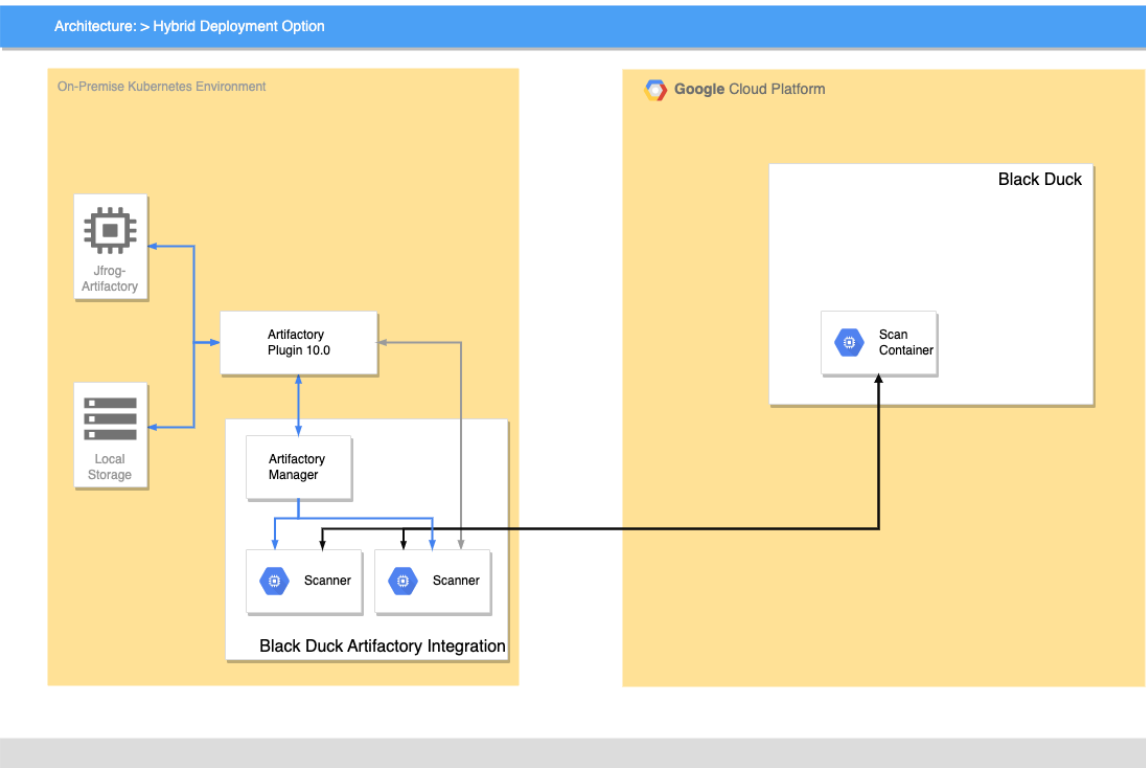 Architecture: > Hybrid Deployment Option
On-Premise Kubernetes Environment
Google Cloud Platform
Black Duck
Jfrog-
Artifactory
Artifactory
Plugin 10.0
Scan
Container
Local
Storage
Artifactory
Manager
Scanner
Scanner
Black Duck Artifactory Integration